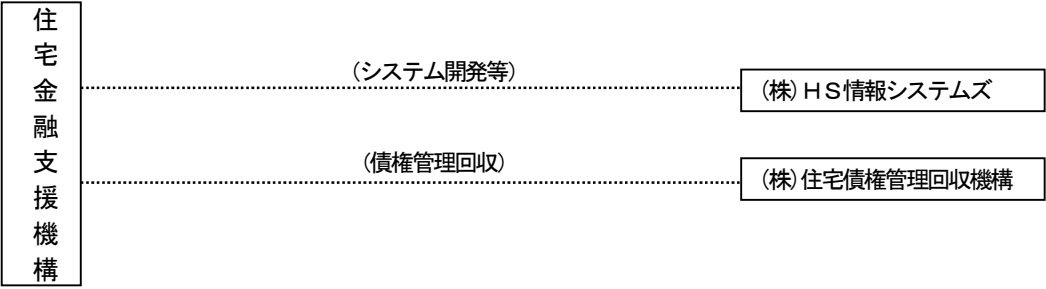 住宅金融支援機構
（システム開発等）
（株）ＨＳ情報システムズ
（債権管理回収）
（株）住宅債権管理回収機構